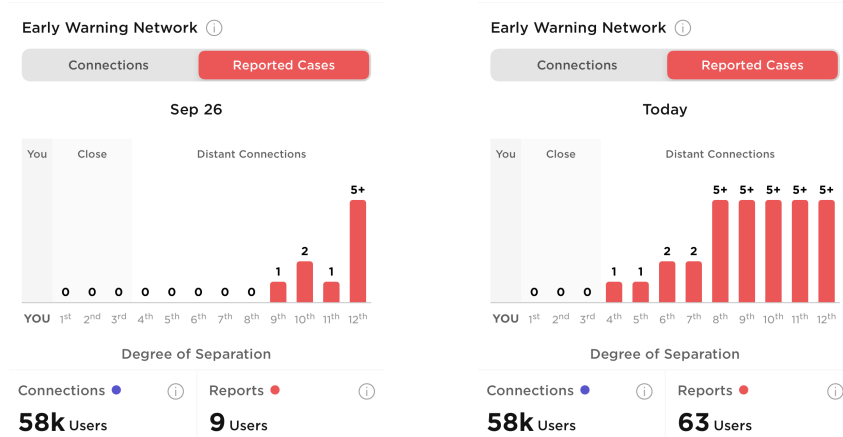 Early Warning Network ⓘ
Connections Reported Cases
Sep 26
You Close Distant Connections
5+
2
1 1
0 0 0 0 0 0 0 0
YOU 1st 2nd 3rd 4th 5th 6th 7th 8th 9th 10th 11th 12th
Degree of Separation
Connections ⓘ Reports ⓘ
58k Users 9 Users
Early Warning Network ⓘ
Connections Reported Cases
Today
You Close Distant Connections
5+ 5+ 5+ 5+ 5+
2 2
1 1
0 0 0
YOU 1st 2nd 3rd 4th 5th 6th 7th 8th 9th 10th 11th 12th
Degree of Separation
Connections ⓘ Reports ⓘ
58k Users 63 Users